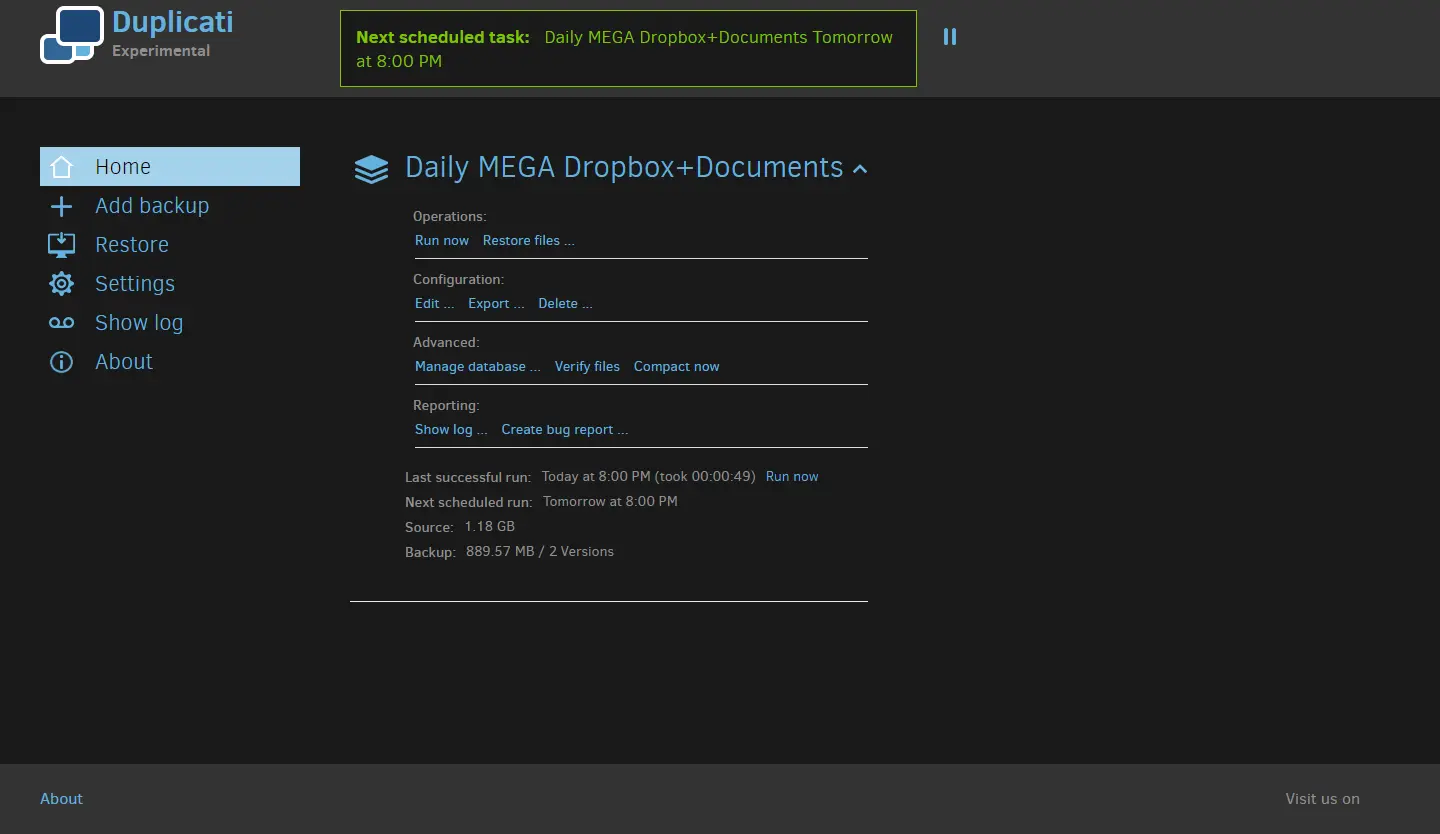 Duplicati
Experimental
Next scheduled task: Daily MEGA Dropbox+Documents Tomorrow
at 8:00 PM
Home
Add backup
Restore
Settings
Show log
About
Daily MEGA Dropbox+Documents
Operations:
Run now Restore files ...
Configuration:
Edit ... Export ... Delete ...
Advanced:
Manage database ... Verify files Compact now
Reporting:
Show log ... Create bug report ...
Last successful run: Today at 8:00 PM (took 00:00:49) Run now
Next scheduled run: Tomorrow at 8:00 PM
Source: 1.18 GB
Backup: 889.57 MB / 2 Versions
About
Visit us on